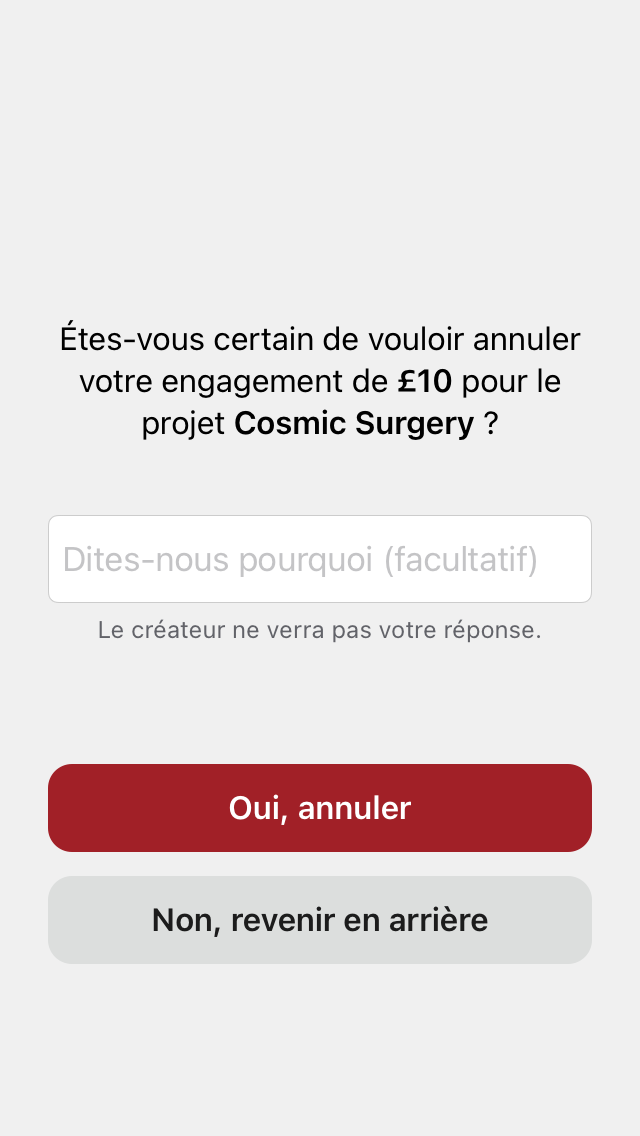 Êtes-vous certain de vouloir annuler
votre engagement de £10 pour le
projet Cosmic Surgery ?
Dites-nous pourquoi (facultatif)
Le créateur ne verra pas votre réponse.
Oui, annuler
Non, revenir en arrière